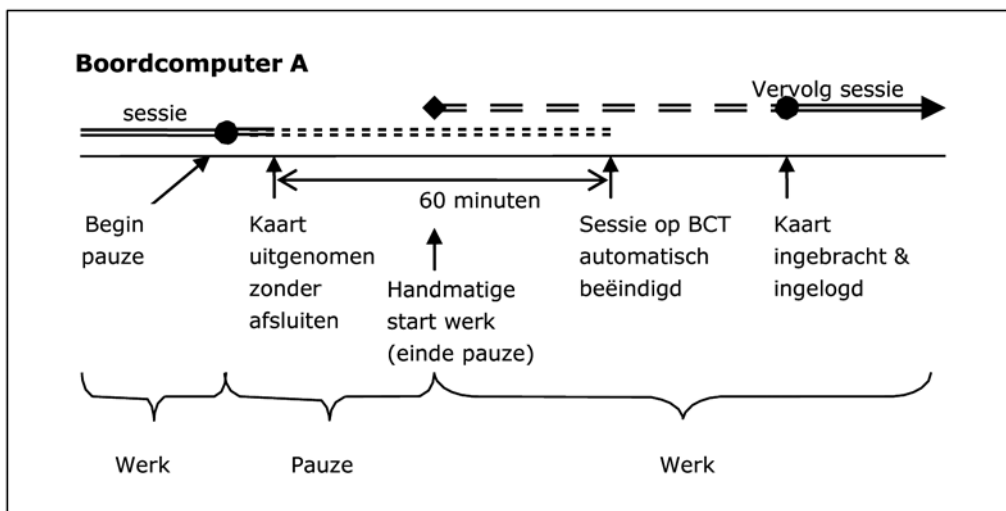 Boordcomputer A
sessie
Vervolg sessie
60 minuten
Begin
pauze
Kaart
uitgenomen
zonder
afsluiten
Handmatige
start werk
(einde pauze)
Sessie op BCT
automatisch
beëindigd
Kaart
ingebracht &
ingelogd
Werk
Pauze
Werk